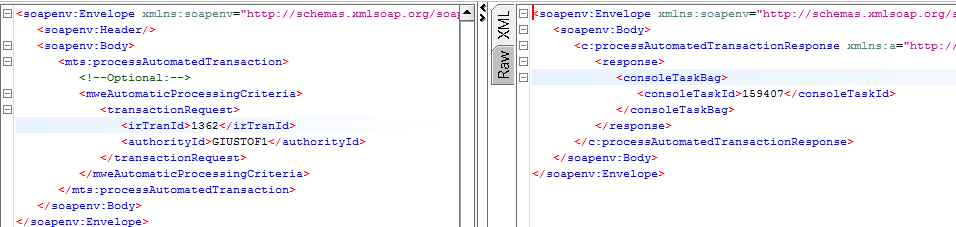 <soapenv:Envelope xmlns:soapenv="http://schemas.xmlsoap.org/soap
<soapenv:Header/>
<soapenv:Body>
<mts:processAutomatedTransaction>
<!--Optional:-->
<mweAutomaticProcessingCriteria>
<transactionRequest>
<irTranId>1362</irTranId>
<authorityId>GIUSTOF1</authorityId>
</transactionRequest>
</mweAutomaticProcessingCriteria>
</mts:processAutomatedTransaction>
</soapenv:Body>
</soapenv:Envelope>
XML
Raw
<soapenv:Envelope xmlns:soapenv="http://schemas.xmls
<soapenv:Body>
<c:processAutomatedTransactionResponse xmlns:a="http:/
<response>
<consoleTaskBag>
<consoleTaskId>159407</consoleTaskId>
</consoleTaskBag>
</response>
</c:processAutomatedTransactionResponse>
</soapenv:Body>
</soapenv:Envelope>